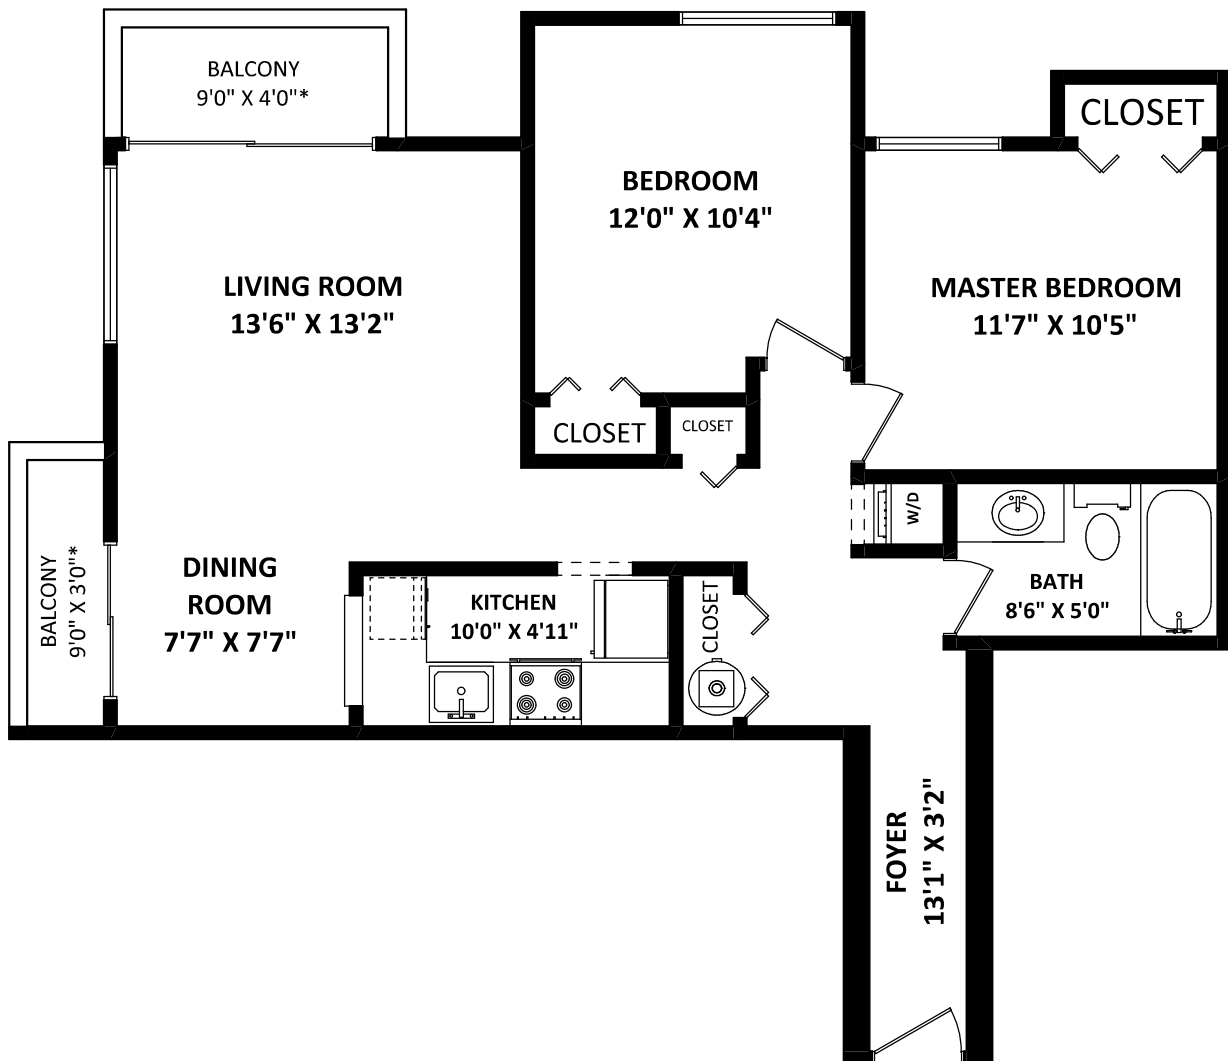 BALCONY
9'0" X 4'0"*
CLOSET
BEDROOM
12'0" X 10'4"
LIVING ROOM
13'6" X 13'2"
MASTER BEDROOM
11'7" X 10'5"
CLOSET
CLOSET
W/D
BALCONY
9'0" X 3'0"*
DINING
ROOM
7'7" X 7'7"
KITCHEN
10'0" X 4'11"
CLOSET
BATH
8'6" X 5'0"
FOYER
13'1" X 3'2"